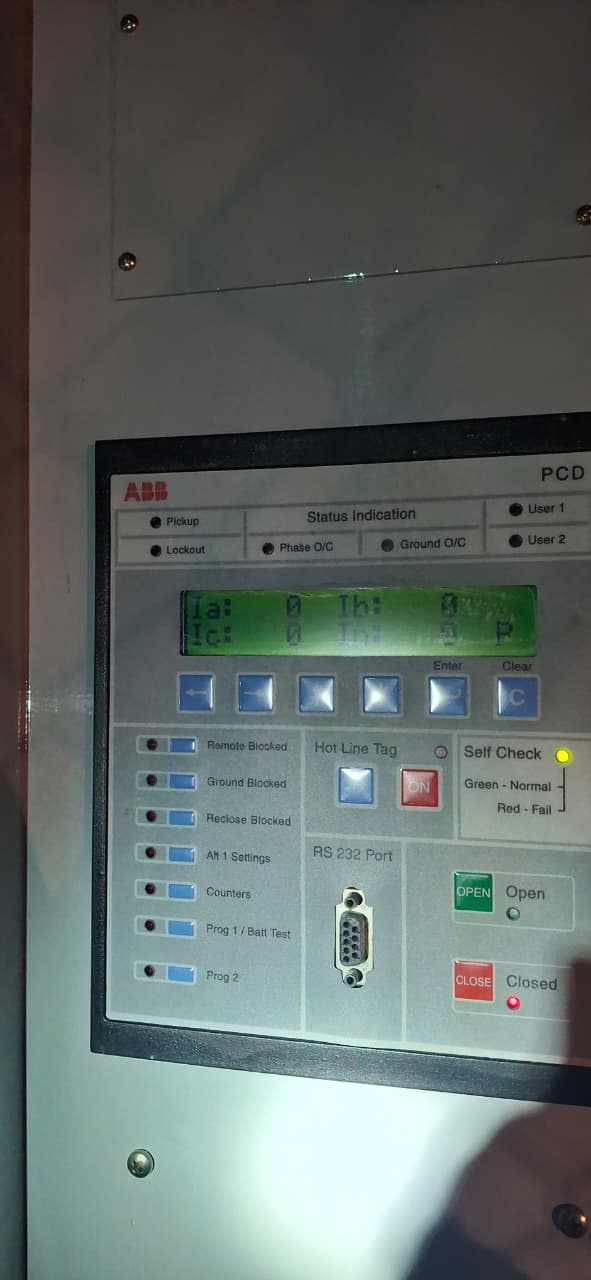 ABB
PCD
Pickup
Status Indication
User 1
Lockout
Phase O/C
Ground O/C
User 2
Ia: 0 Ib: 0
Ic: 0 In: 0 P
Enter
Clear
C
Remote Blocked
Ground Blocked
Reclose Blocked
Alt 1 Settings
Counters
Prog 1 / Batt Test
Prog 2
Hot Line Tag
ON
Self Check
Green - Normal
Red - Fail
RS 232 Port
OPEN
Open
CLOSE
Closed